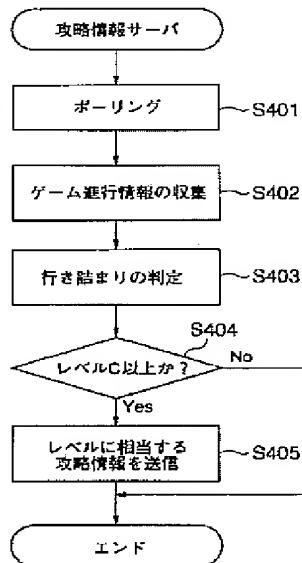 攻略情報サーバ
ポーリング
S401
ゲーム進行情報の収集
S402
行き詰まりの判定
S403
S404
レベルC以上か?
No
Yes
レベルに相当する
攻略情報を送信
S405
エンド